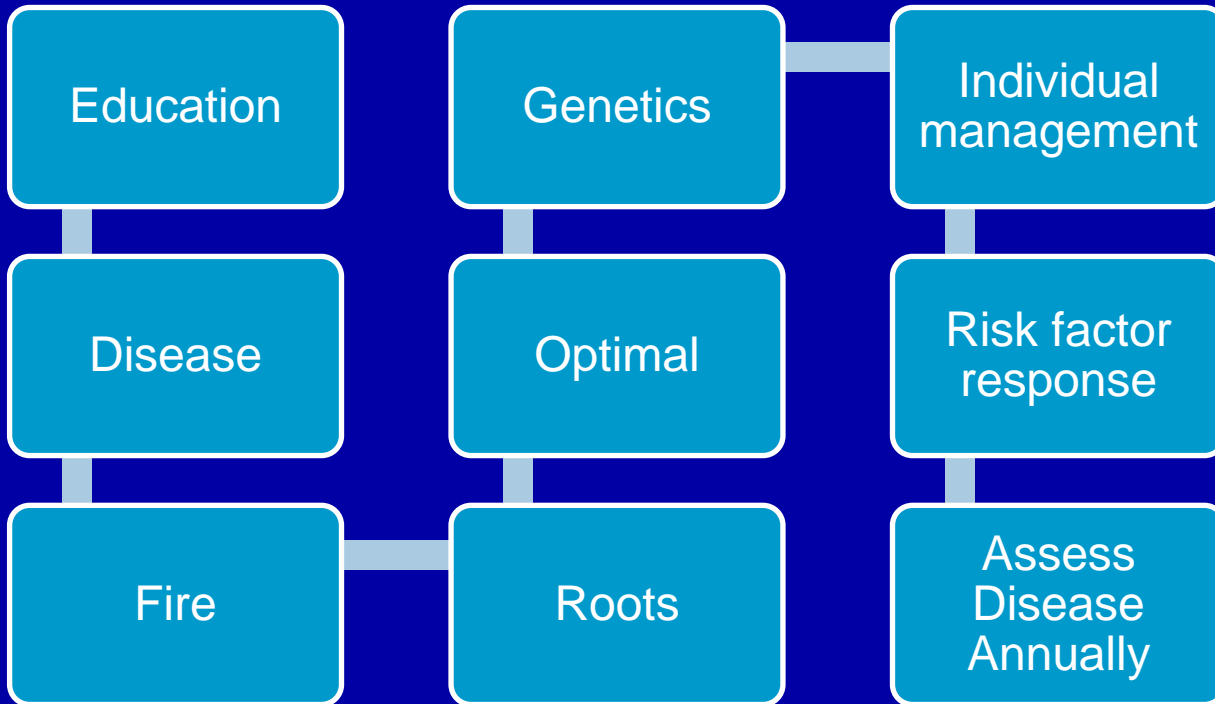 Education
Disease
Fire
Roots
Optimal
Genetics
Individual
management
Risk factor
response
Assess
Disease
Annually